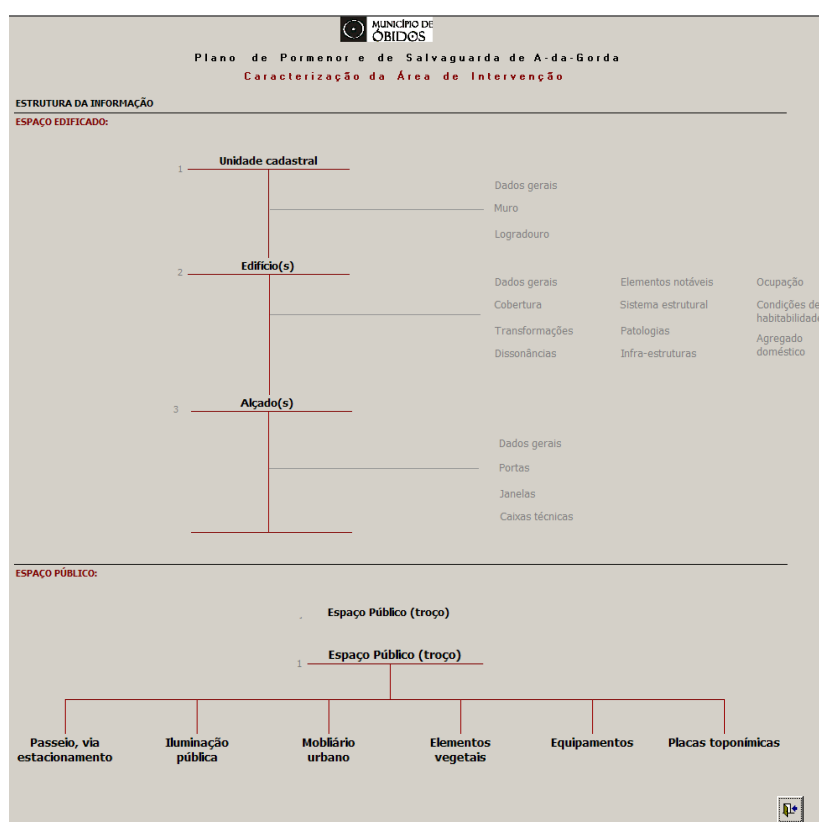 MUNICÍPIO DE
ÓBIDOS
Plano de Pormenor e de Salvaguarda de A-da-Gorda
Caracterização da Área de Intervenção
ESTRUTURA DA INFORMAÇÃO
ESPAÇO EDIFICADO:
1 Unidade cadastral
Dados gerais
Muro
Logradouro
2 Edifício(s)
Dados gerais Elementos notáveis Ocupação
Cobertura Sistema estrutural Condições de
habitabilidade
Transformações Patologias Agregado
doméstico
Dissonâncias Infra-estruturas
3 Alçado(s)
Dados gerais
Portas
Janelas
Caixas técnicas
ESPAÇO PÚBLICO:
Espaço Público (troço)
1 Espaço Público (troço)
Passeio, via
estacionamento
Iluminação
pública
Mobliário
urbano
Elementos
vegetais
Equipamentos
Placas toponímicas